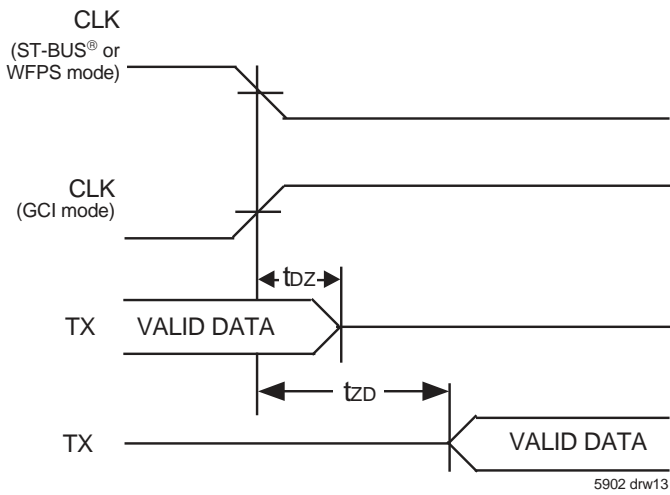 CLK
(ST-BUS® or
WFPS mode)
CLK
(GCI mode)
tDZ
TX
VALID DATA
tZD
TX
VALID DATA
5902 drw13